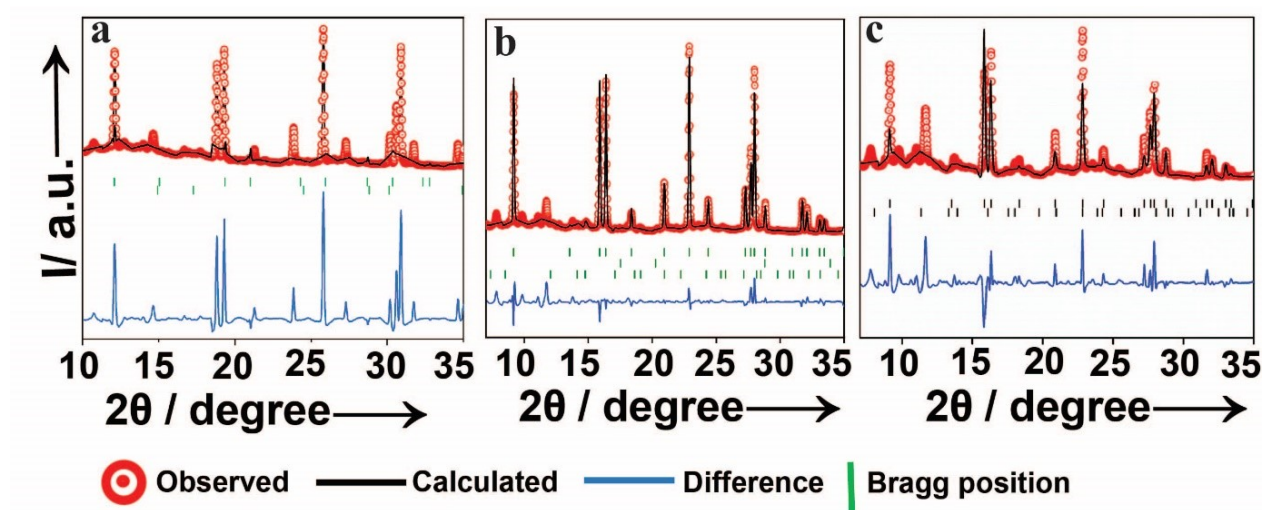 a b c
I/ a.u.
10 15 20 25 30 35 10 15 20 25 30 35 10 15 20 25 30 35
2θ / degree 2θ / degree 2θ / degree
Observed Calculated Difference Bragg position